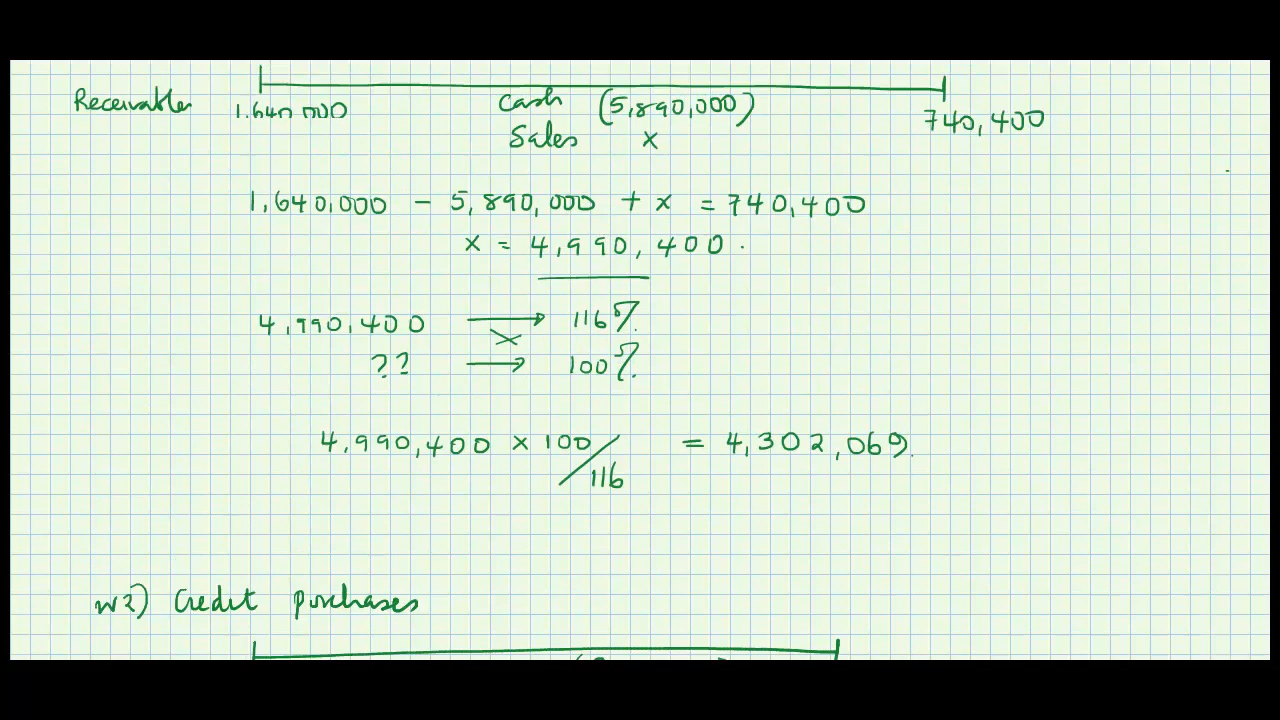 Receivables 1,640,000 Cash (5,890,000) 740,400
Sales x
1,640,000 - 5,890,000 + x = 740,400
x = 4,990,400.
4,990,400 → 116%
?? → 100%
4,990,400 × 100/116 = 4,302,069.
w2) Credit purchases